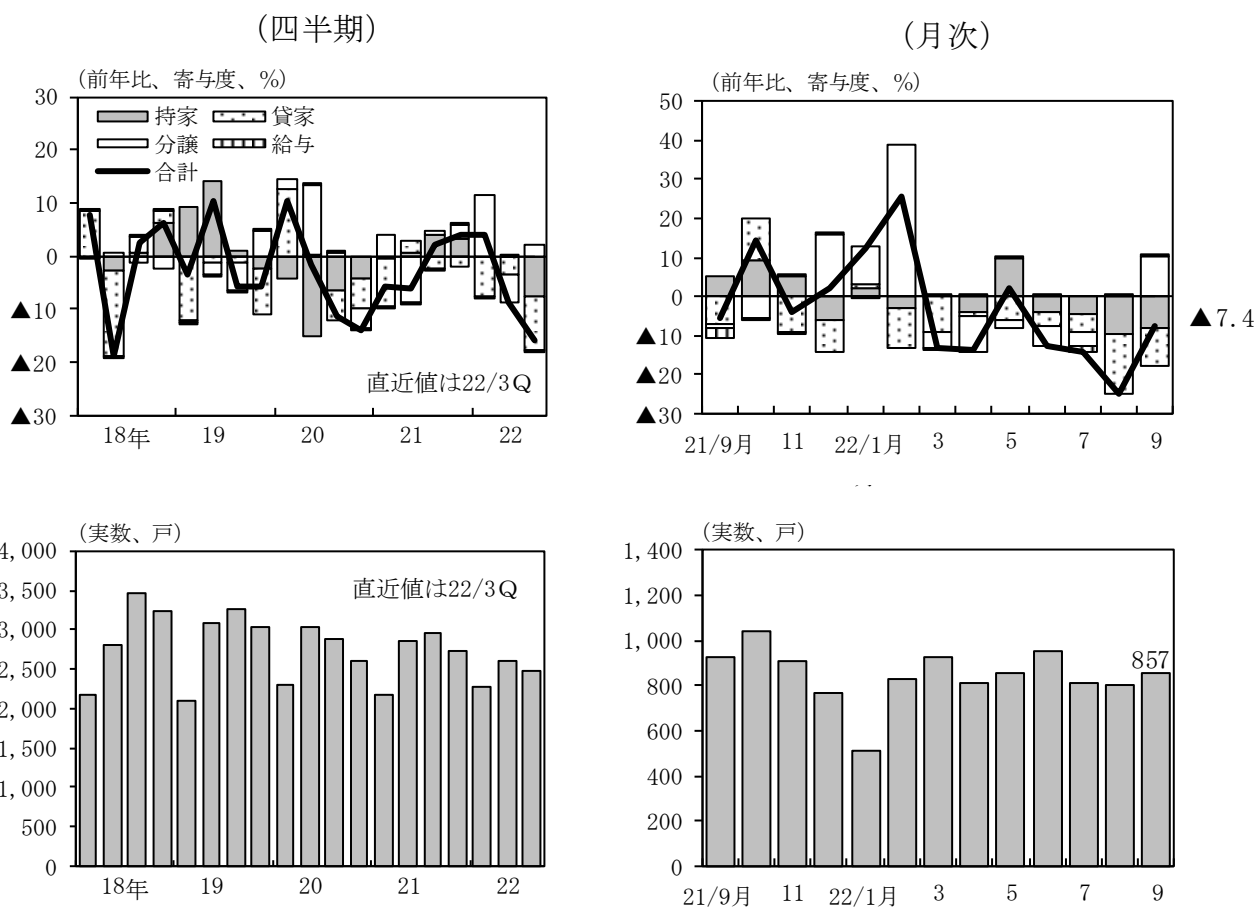 (四半期)
(前年比、寄与度、%)
30
20
10
0
▲10
▲20
▲30
持家
貸家
分譲
給与
合計
直近値は22/3Q
18年
19
20
21
22
(月次)
(前年比、寄与度、%)
50
40
30
20
10
0
▲10
▲20
▲30
▲7.4
21/9月
11
22/1月
3
5
7
9
(実数、戸)
4,000
3,500
3,000
2,500
2,000
1,500
1,000
500
0
直近値は22/3Q
18年
19
20
21
22
(実数、戸)
1,400
1,200
1,000
800
600
400
200
0
857
21/9月
11
22/1月
3
5
7
9